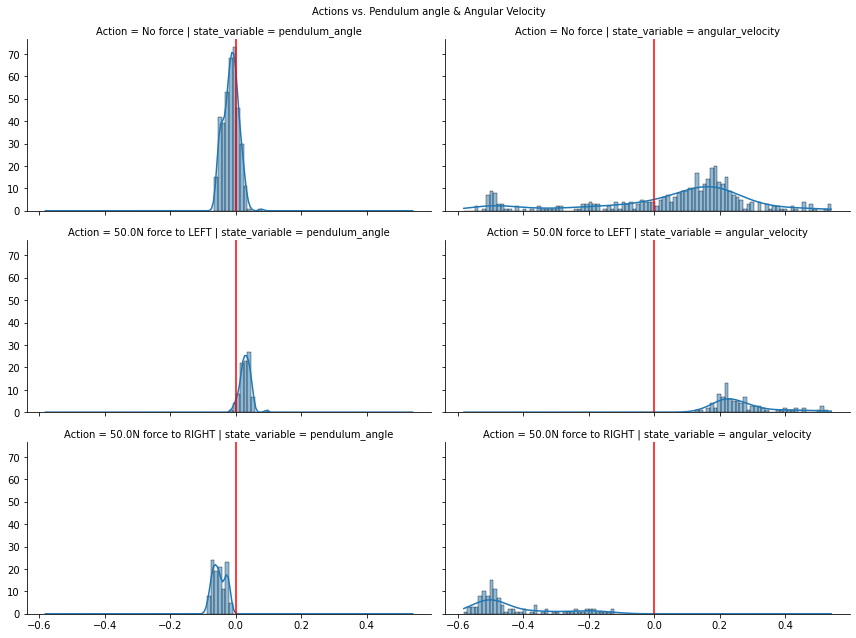 Actions vs. Pendulum angle & Angular Velocity
Action = No force | state_variable = pendulum_angle
Action = No force | state_variable = angular_velocity
70
60
50
40
30
20
10
0
Action = 50.0N force to LEFT | state_variable = pendulum_angle
Action = 50.0N force to LEFT | state_variable = angular_velocity
70
60
50
40
30
20
10
0
Action = 50.0N force to RIGHT | state_variable = pendulum_angle
Action = 50.0N force to RIGHT | state_variable = angular_velocity
70
60
50
40
30
20
10
0
−0.6 −0.4 −0.2 0.0 0.2 0.4
−0.6 −0.4 −0.2 0.0 0.2 0.4